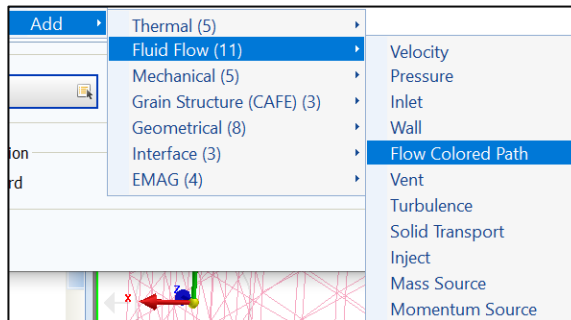 Add
Thermal (5)
Fluid Flow (11)
Mechanical (5)
Grain Structure (CAFE) (3)
Geometrical (8)
Interface (3)
EMAG (4)
Velocity
Pressure
Inlet
Wall
Flow Colored Path
Vent
Turbulence
Solid Transport
Inject
Mass Source
Momentum Source
ion
rd
x
z